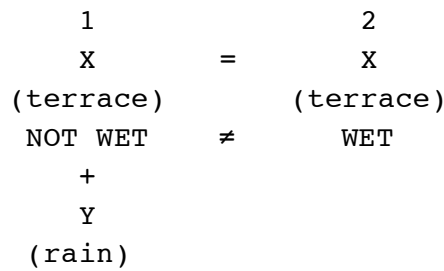 1 2
X = X
(terrace) (terrace)
NOT WET ≠ WET
+
Y
(rain)